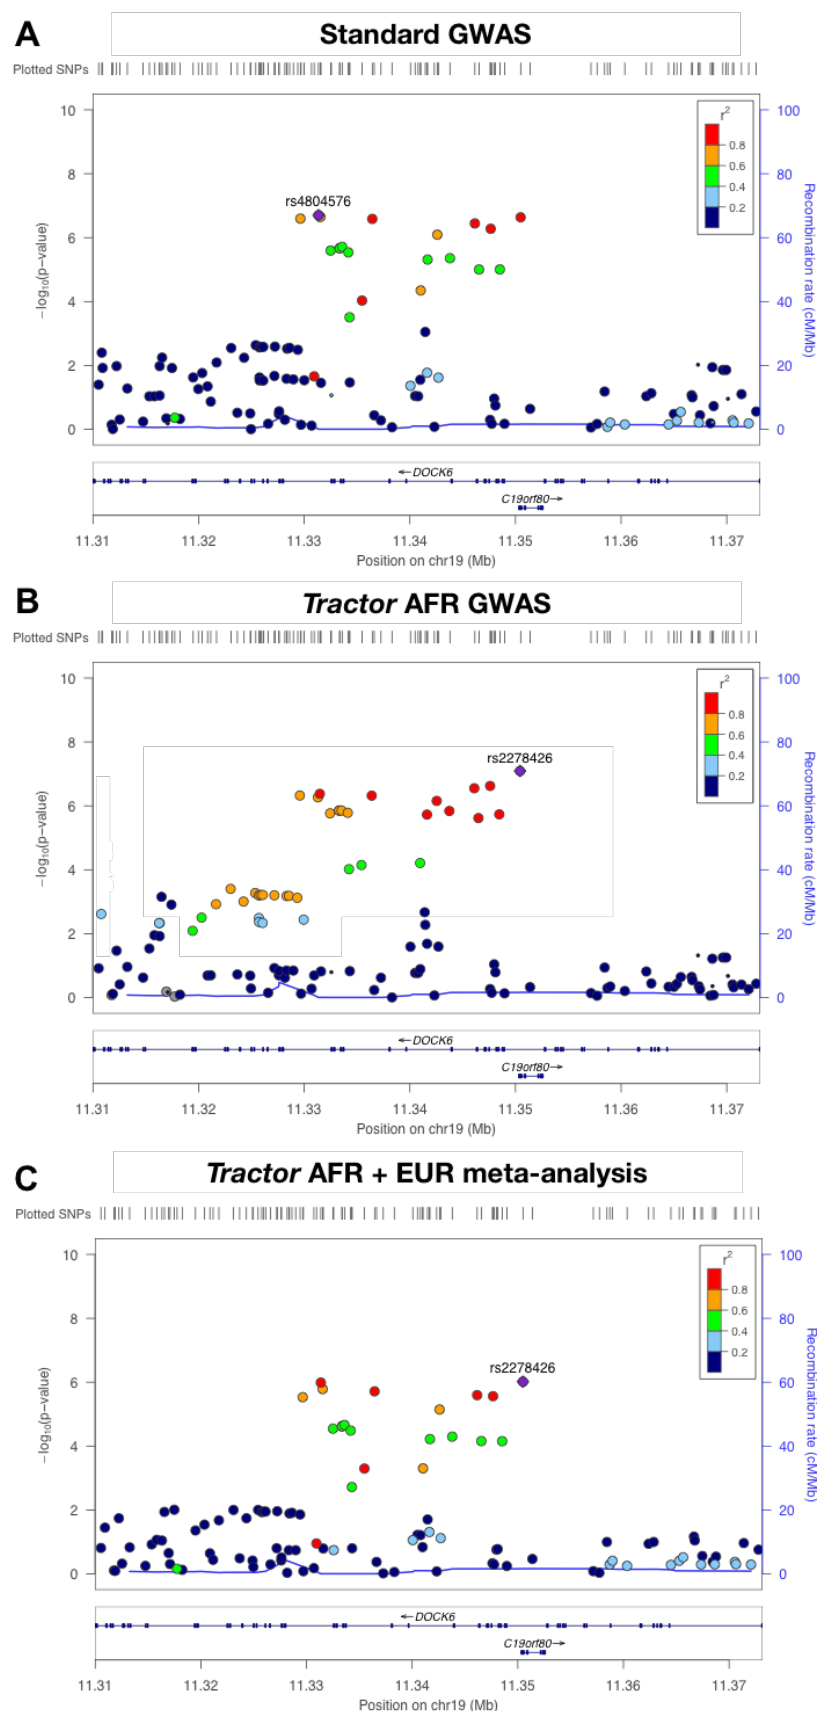 A
Standard GWAS
Plotted SNPs
10
8
6
4
2
0
−log10(p−value)
100
80
60
40
20
0
Recombination rate (cM/Mb)
r2
0.8
0.6
0.4
0.2
rs4804576
←DOCK6
C19orf80→
11.31 11.32 11.33 11.34 11.35 11.36 11.37
Position on chr19 (Mb)
B
Tractor AFR GWAS
Plotted SNPs
10
8
6
4
2
0
−log10(p−value)
100
80
60
40
20
0
Recombination rate (cM/Mb)
r2
0.8
0.6
0.4
0.2
rs2278426
←DOCK6
C19orf80→
11.31 11.32 11.33 11.34 11.35 11.36 11.37
Position on chr19 (Mb)
C
Tractor AFR + EUR meta-analysis
Plotted SNPs
10
8
6
4
2
0
−log10(p−value)
100
80
60
40
20
0
Recombination rate (cM/Mb)
r2
0.8
0.6
0.4
0.2
rs2278426
←DOCK6
C19orf80→
11.31 11.32 11.33 11.34 11.35 11.36 11.37
Position on chr19 (Mb)